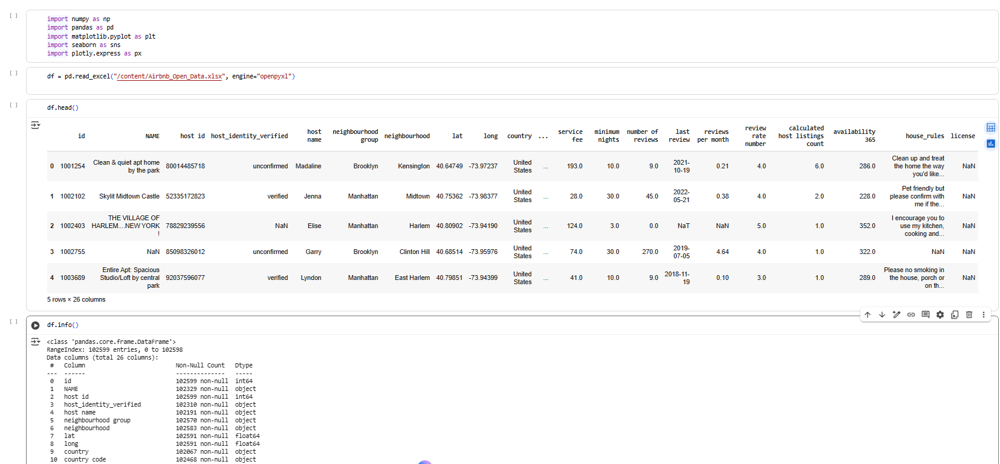 [ ]
import numpy as np
import pandas as pd
import matplotlib.pyplot as plt
import seaborn as sns
import plotly.express as px
[ ]
df = pd.read_excel("/content/Airbnb_Open_Data.xlsx", engine="openpyxl")
[ ]
df.head()
id NAME host id host_identity_verified host name neighbourhood group neighbourhood lat long country ... service fee minimum nights number of reviews last review reviews per month review rate number calculated host listings count availability 365 house_rules license
0 1001254 Clean & quiet apt home by the park 80014485718 unconfirmed Madaline Brooklyn Kensington 40.64749 -73.97237 United States ... 193.0 10.0 9.0 2021-10-19 0.21 4.0 6.0 286.0 Clean up and treat the home the way you'd like... NaN
1 1002102 Skylit Midtown Castle 52335172823 verified Jenna Manhattan Midtown 40.75362 -73.98377 United States ... 28.0 30.0 45.0 2022-05-21 0.38 4.0 2.0 228.0 Pet friendly but please confirm with me if the... NaN
2 1002403 THE VILLAGE OF HARLEM....NEW YORK ! 78829239556 NaN Elise Manhattan Harlem 40.80902 -73.94190 United States ... 124.0 3.0 0.0 NaT NaN 5.0 1.0 352.0 I encourage you to use my kitchen, cooking and... NaN
3 1002755 NaN 85098326012 unconfirmed Garry Brooklyn Clinton Hill 40.68514 -73.95976 United States ... 74.0 30.0 270.0 2019-07-05 4.64 4.0 1.0 322.0 NaN NaN
4 1003689 Entire Apt: Spacious Studio/Loft by central park 92037596077 verified Lyndon Manhattan East Harlem 40.79851 -73.94399 United States ... 41.0 10.0 9.0 2018-11-19 0.10 3.0 1.0 289.0 Please no smoking in the house, porch or on th... NaN
5 rows × 26 columns
[ ]
df.info()
<class 'pandas.core.frame.DataFrame'>
RangeIndex: 102599 entries, 0 to 102598
Data columns (total 26 columns):
# Column Non-Null Count Dtype
--- ------ -------------- -----
0 id 102599 non-null int64
1 NAME 102329 non-null object
2 host id 102599 non-null int64
3 host_identity_verified 102310 non-null object
4 host name 102191 non-null object
5 neighbourhood group 102570 non-null object
6 neighbourhood 102583 non-null object
7 lat 102591 non-null float64
8 long 102591 non-null float64
9 country 102067 non-null object
10 country code 102468 non-null object